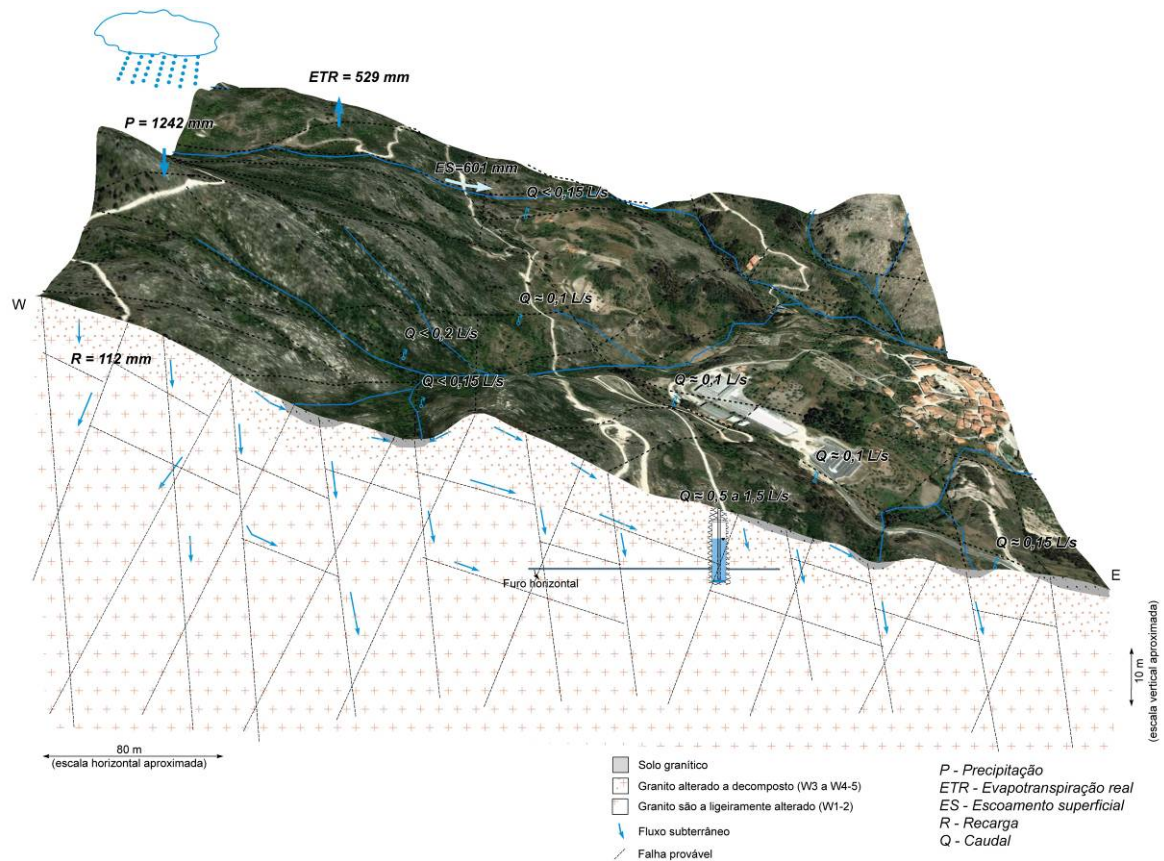 ETR = 529 mm
P = 1242 mm
ES=601 mm
Q < 0,15 L/s
W
Q ≈ 0,1 L/s
Q < 0,2 L/s
R = 112 mm
Q < 0,15 L/s
Q ≈ 0,1 L/s
Q ≈ 0,1 L/s
Q ≈ 0,5 a 1,5 L/s
Q ≈ 0,15 L/s
E
Furo horizontal
10 m
(escala vertical aproximada)
80 m
(escala horizontal aproximada)
Solo granítico
Granito alterado a decomposto (W3 a W4-5)
Granito são a ligeiramente alterado (W1-2)
Fluxo subterrâneo
Falha provável
P - Precipitação
ETR - Evapotranspiração real
ES - Escoamento superficial
R - Recarga
Q - Caudal